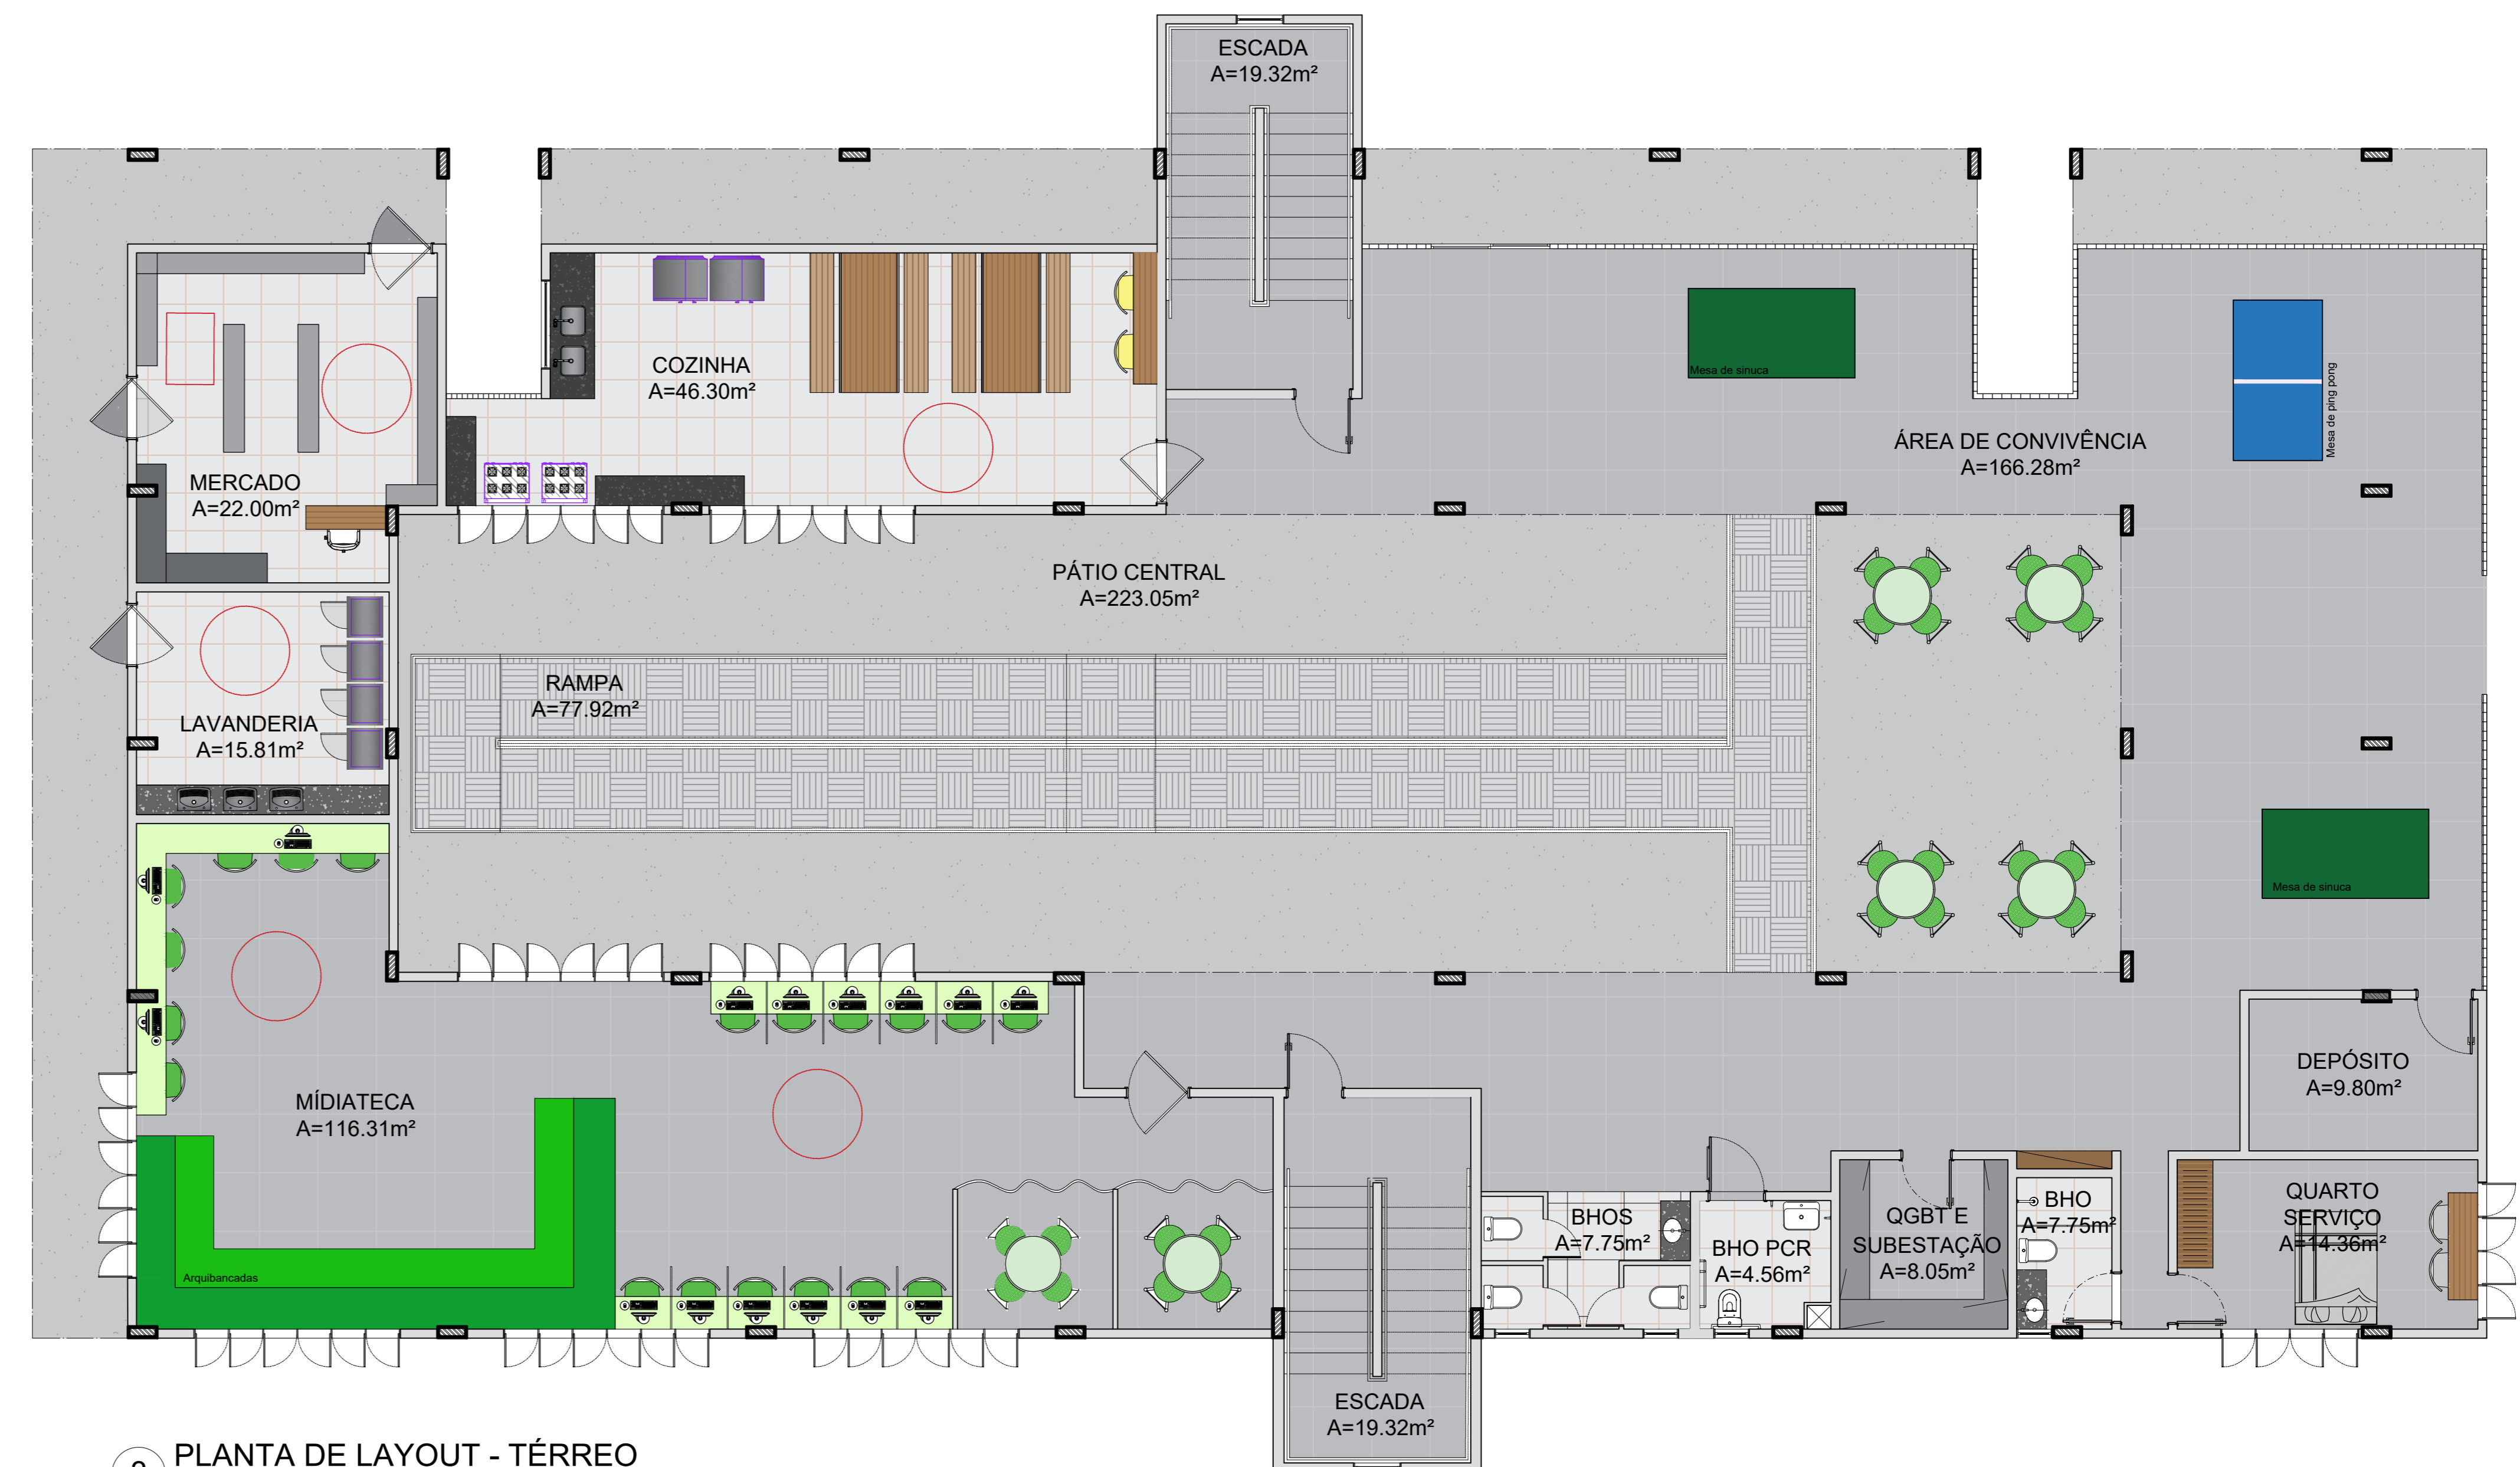 ESCADA
A=19.32m²
COZINHA
A=46.30m²
Mesa de sinuca
Mesa de ping pong
ÁREA DE CONVIVÊNCIA
A=166.28m²
MERCADO
A=22.00m²
PÁTIO CENTRAL
A=223.05m²
RAMPA
A=77.92m²
LAVANDERIA
A=15.81m²
Mesa de sinuca
MÍDIATECA
A=116.31m²
DEPÓSITO
A=9.80m²
BHOS
A=7.75m²
BHO PCR
A=4.56m²
QGBT E
SUBESTAÇÃO
A=8.05m²
BHO
A=7.75m²
QUARTO
SERVIÇO
A=14.36m²
Arquibancadas
ESCADA
A=19.32m²
PLANTA DE LAYOUT - TÉRREO